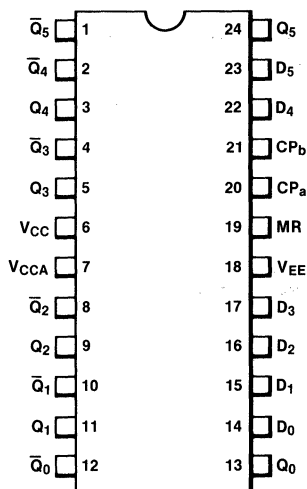 Q̅5 1 24 Q5
Q̅4 2 23 D5
Q4 3 22 D4
Q̅3 4 21 CPb
Q3 5 20 CPa
VCC 6 19 MR
VCCA 7 18 VEE
Q̅2 8 17 D3
Q2 9 16 D2
Q̅1 10 15 D1
Q1 11 14 D0
Q̅0 12 13 Q0